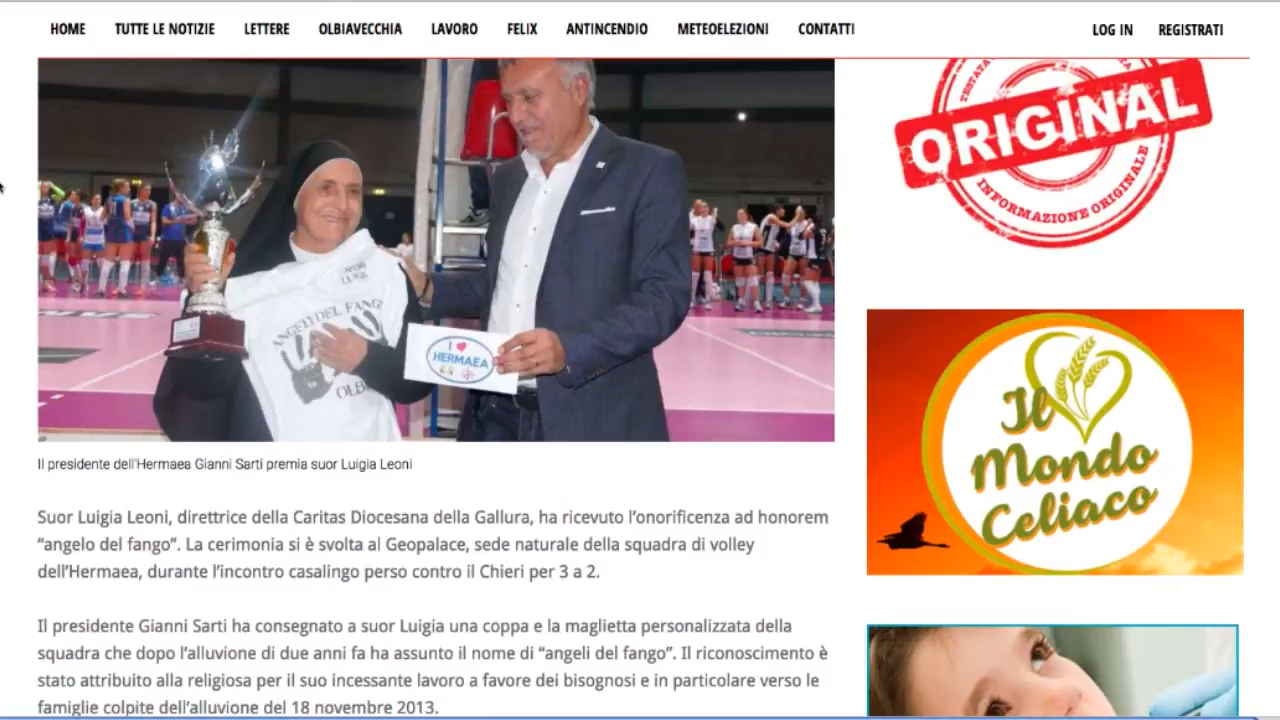 HOME TUTTE LE NOTIZIE LETTERE OLBIAVECCHIA LAVORO FELIX ANTINCENDIO METEOELEZIONI CONTATTI LOG IN REGISTRATI
TESTATA
ORIGINAL
INFORMAZIONE ORIGINALE
SUOR
LUIGIA
ANGELI DEL FANGO
OLB
I
HERMAEA
Il
Mondo
Celiaco
Il presidente dell'Hermaea Gianni Sarti premia suor Luigia Leoni
Suor Luigia Leoni, direttrice della Caritas Diocesana della Gallura, ha ricevuto l'onorificenza ad honorem
“angelo del fango”. La cerimonia si è svolta al Geopalace, sede naturale della squadra di volley
dell'Hermaea, durante l'incontro casalingo perso contro il Chieri per 3 a 2.
Il presidente Gianni Sarti ha consegnato a suor Luigia una coppa e la maglietta personalizzata della
squadra che dopo l'alluvione di due anni fa ha assunto il nome di “angeli del fango”. Il riconoscimento è
stato attribuito alla religiosa per il suo incessante lavoro a favore dei bisognosi e in particolare verso le
famiglie colpite dell'alluvione del 18 novembre 2013.